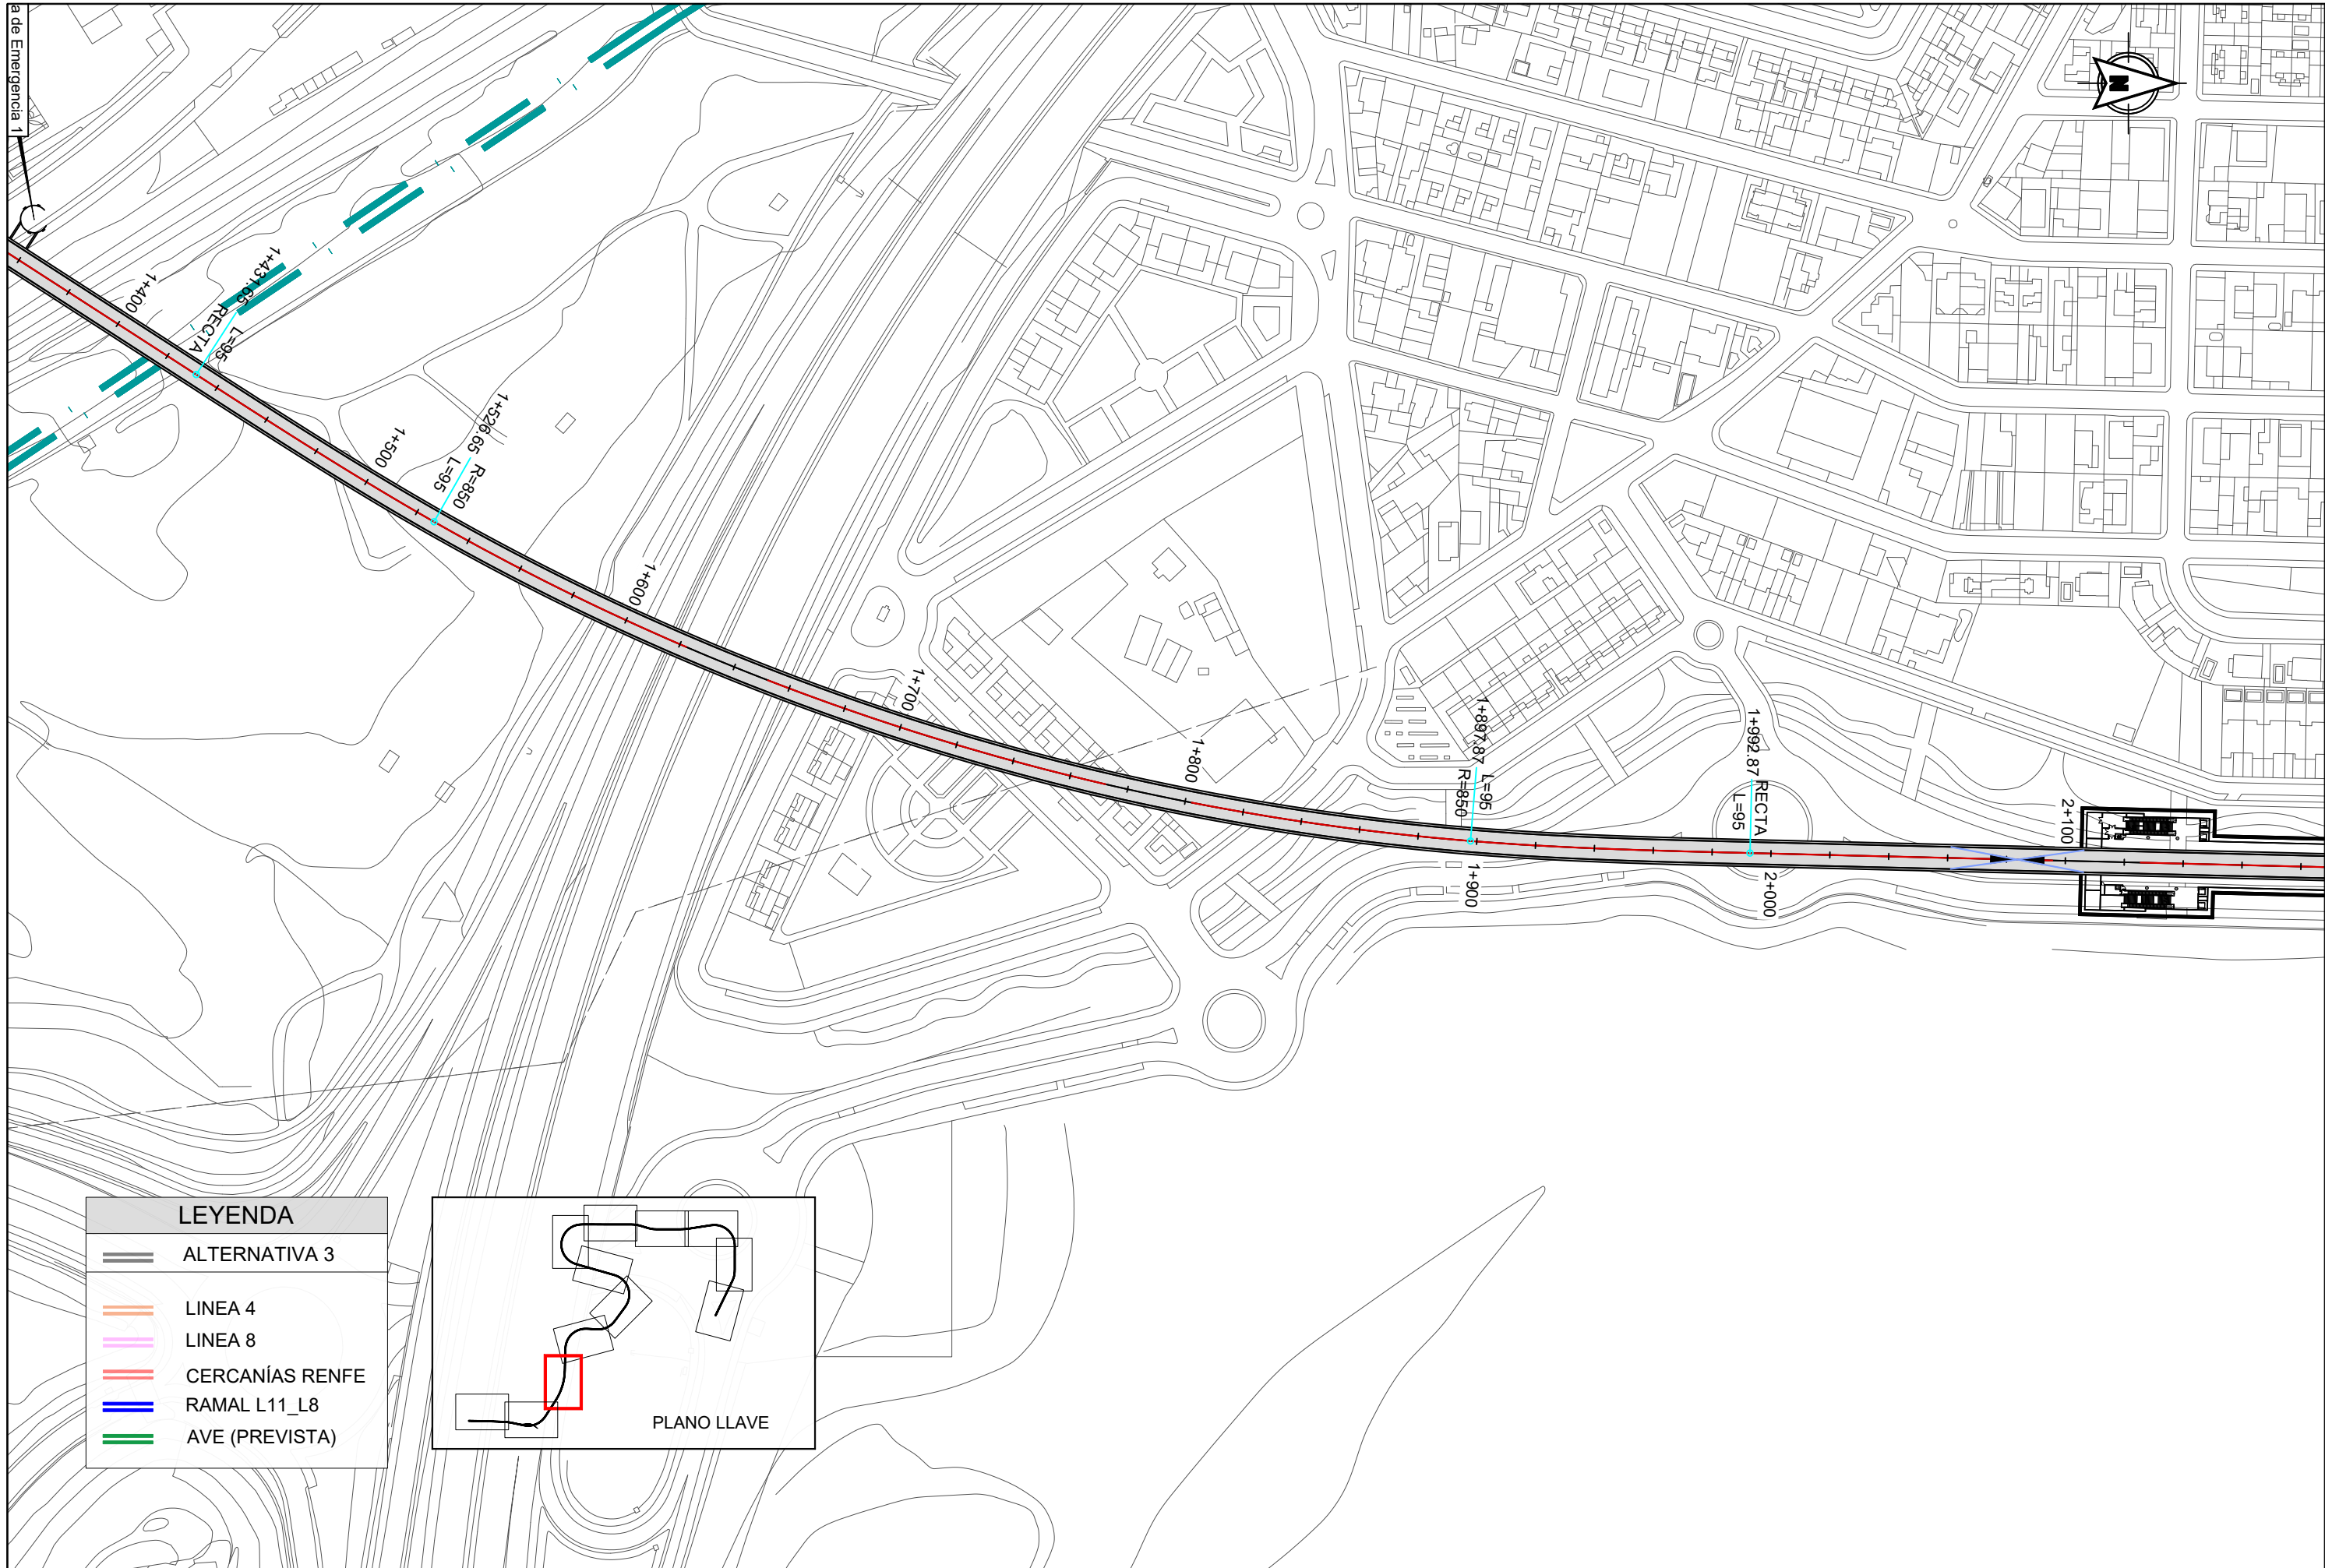 a de Emergencia 1
N
1+400
1+431.65
RECTA
L=95
1+500
1+526.65
L=95
R=850
1+600
1+700
1+800
1+897.87
R=850
L=95
1+900
1+992.87
RECTA
L=95
2+000
2+100
LEYENDA
ALTERNATIVA 3
LINEA 4
LINEA 8
CERCANÍAS RENFE
RAMAL L11_L8
AVE (PREVISTA)
PLANO LLAVE